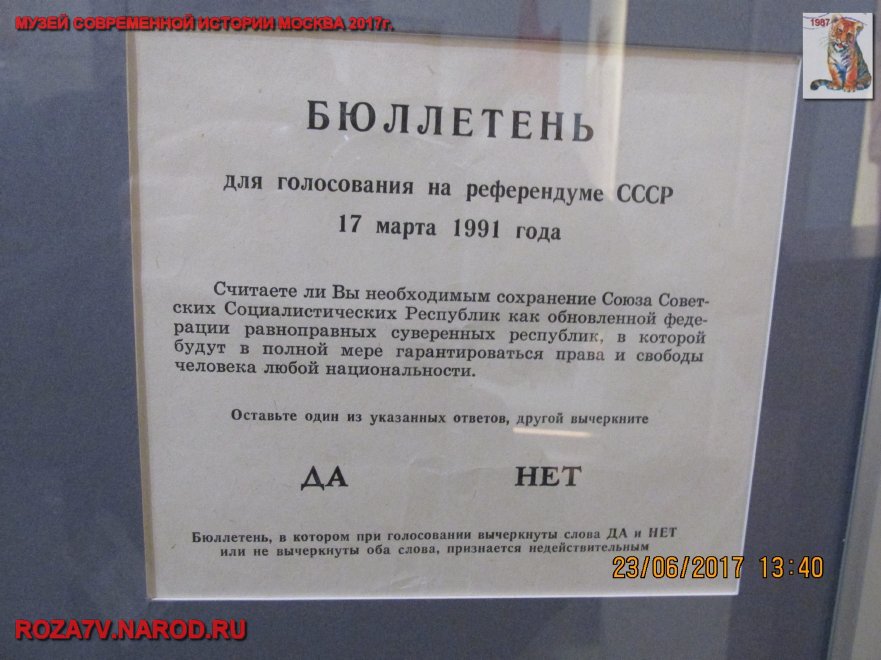 МУЗЕЙ СОВРЕМЕННОЙ ИСТОРИИ МОСКВА 2017г.
1987
БЮЛЛЕТЕНЬ
для голосования на референдуме СССР
17 марта 1991 года
Считаете ли Вы необходимым сохранение Союза Совет-
ских Социалистических Республик как обновленной феде-
рации равноправных суверенных республик, в которой
будут в полной мере гарантироваться права и свободы
человека любой национальности.
Оставьте один из указанных ответов, другой вычеркните
ДА НЕТ
Бюллетень, в котором при голосовании вычеркнуты слова ДА и НЕТ
или не вычеркнуты оба слова, признается недействительным
23/06/2017 13:40
ROZA7V.NAROD.RU